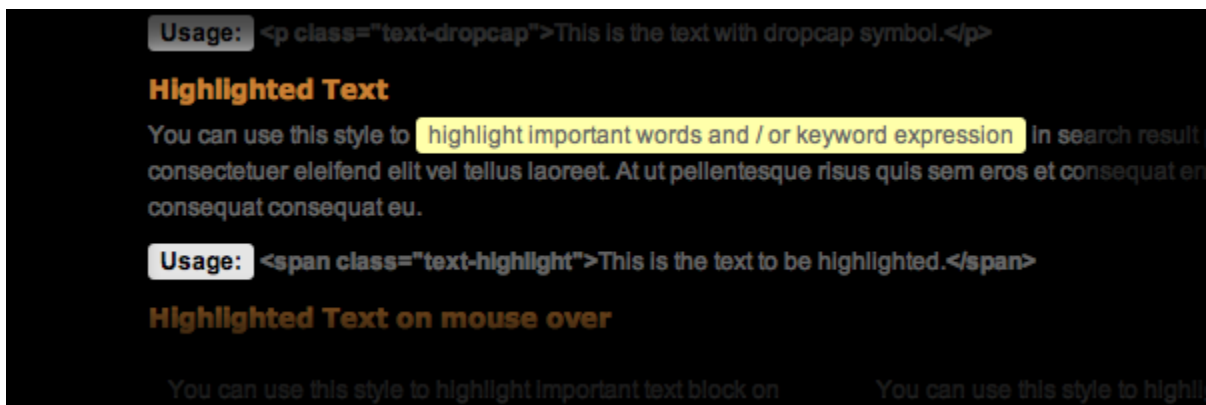 Usage: <p class="text-dropcap">This is the text with dropcap symbol.</p>
Highlighted Text
You can use this style to highlight important words and / or keyword expression in search result
consectetuer eleifend elit vel tellus laoreet. At ut pellentesque risus quis sem eros et consequat
consequat consequat eu.
Usage: <span class="text-highlight">This is the text to be highlighted.</span>
Highlighted Text on mouse over
You can use this style to highlight important text block on You can use this style to